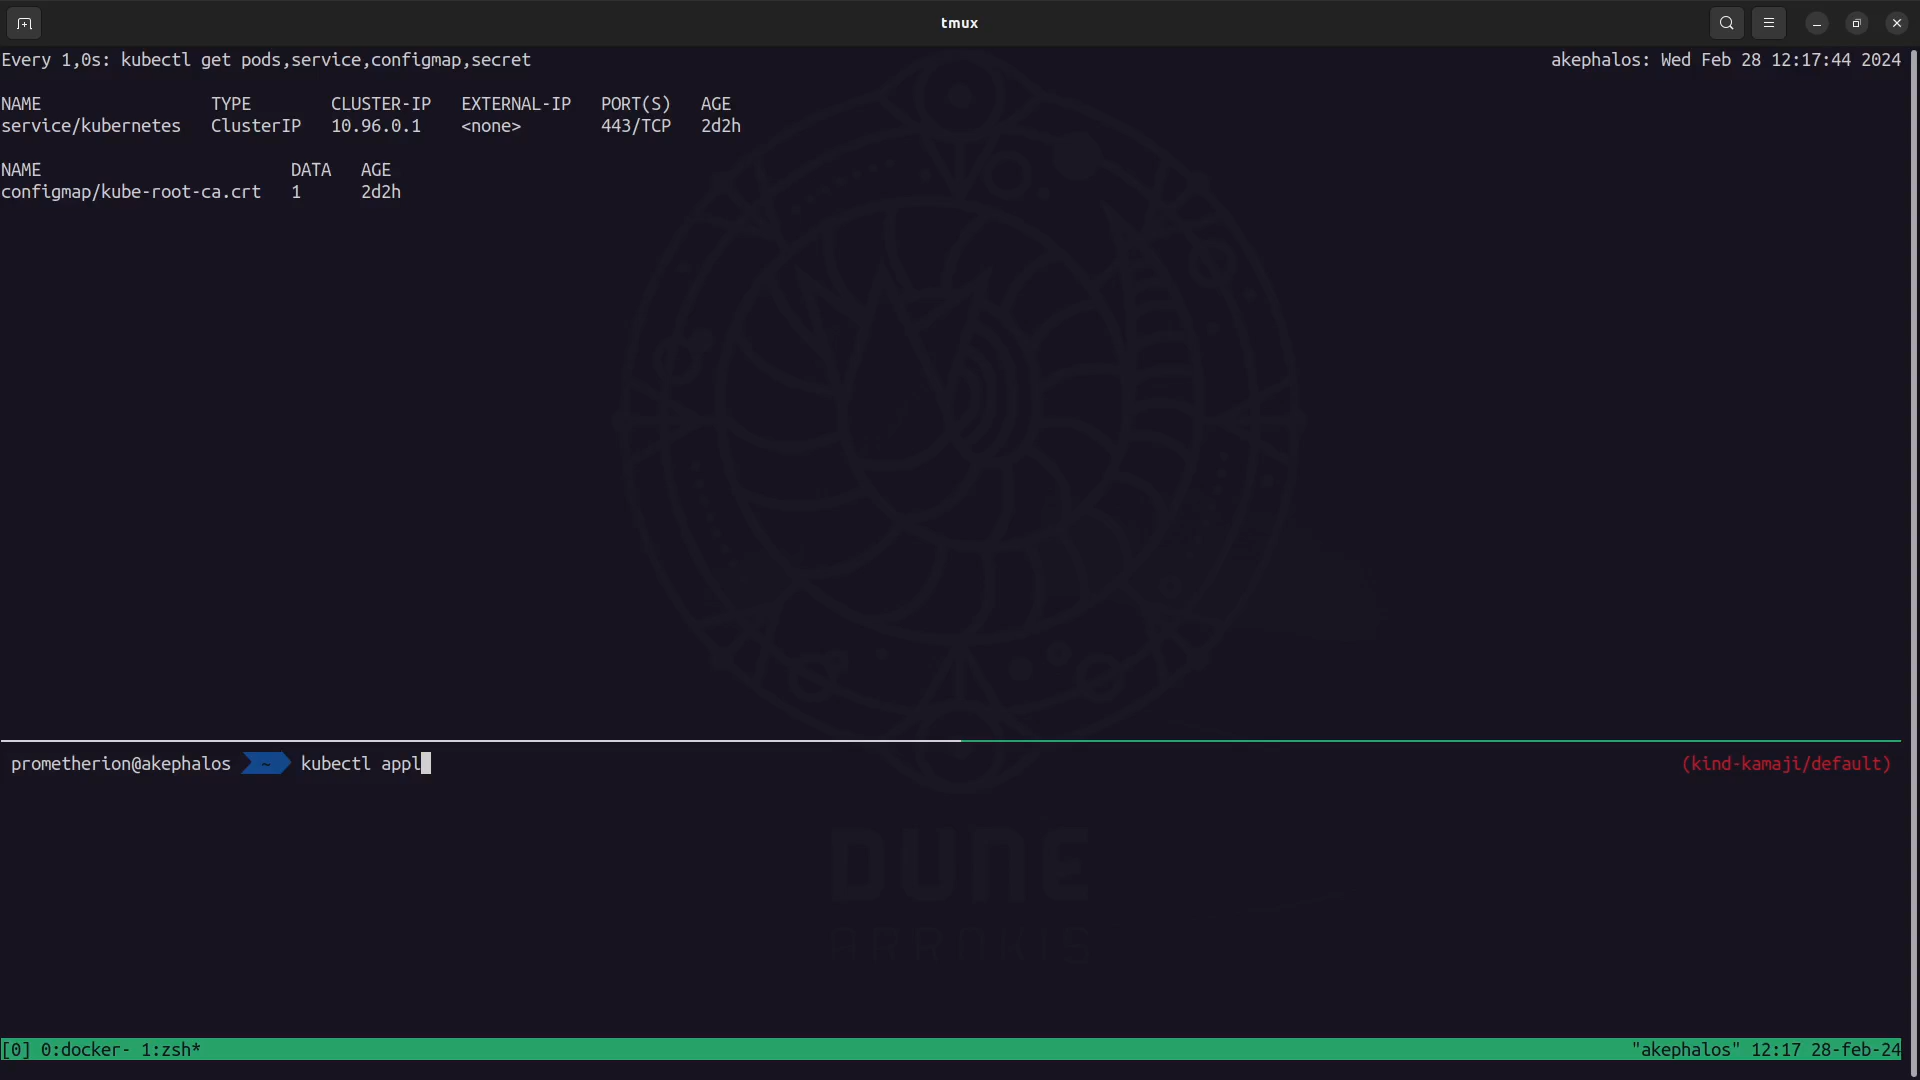 tmux
Every 1,0s: kubectl get pods,service,configmap,secret akephalos: Wed Feb 28 12:17:44 2024
NAME TYPE CLUSTER-IP EXTERNAL-IP PORT(S) AGE
service/kubernetes ClusterIP 10.96.0.1 <none> 443/TCP 2d2h
NAME DATA AGE
configmap/kube-root-ca.crt 1 2d2h
prometherion@akephalos ~ kubectl appl (kind-kamaji/default)
DUNE
ARRAKIS
[0] 0:docker- 1:zsh* "akephalos" 12:17 28-feb-24